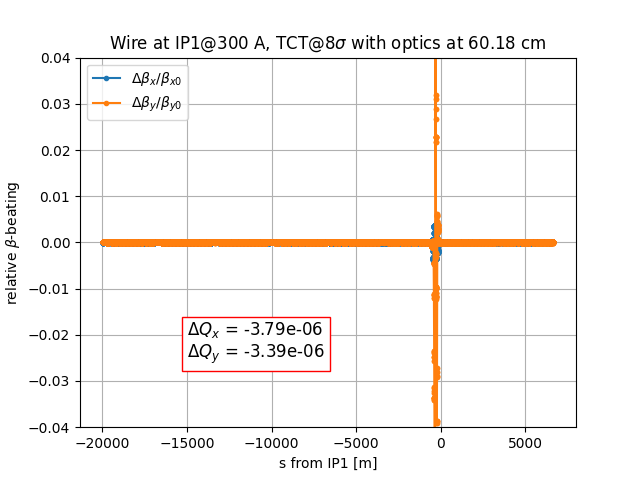 Wire at IP1@300 A, TCT@8σ with optics at 60.18 cm
0.04
0.03
0.02
0.01
0.00
−0.01
−0.02
−0.03
−0.04
relative β-beating
Δβx/βx0
Δβy/βy0
ΔQx = -3.79e-06
ΔQy = -3.39e-06
−20000 −15000 −10000 −5000 0 5000
s from IP1 [m]